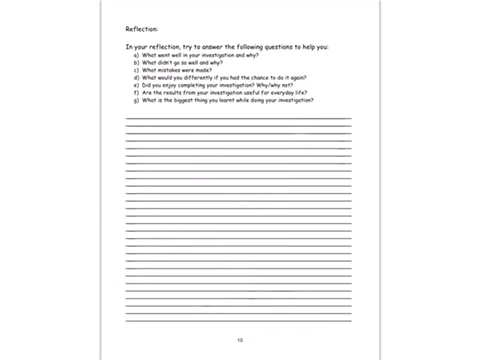 Reflection:
In your reflection, try to answer the following questions to help you:
a) What went well in your investigation and why?
b) What didn't go so well and why?
c) What mistakes were made?
d) What would you differently if you had the chance to do it again?
e) Did you enjoy completing your investigation? Why/why not?
f) Are the results from your investigation useful for everyday life?
g) What is the biggest thing you learnt while doing your investigation?
10